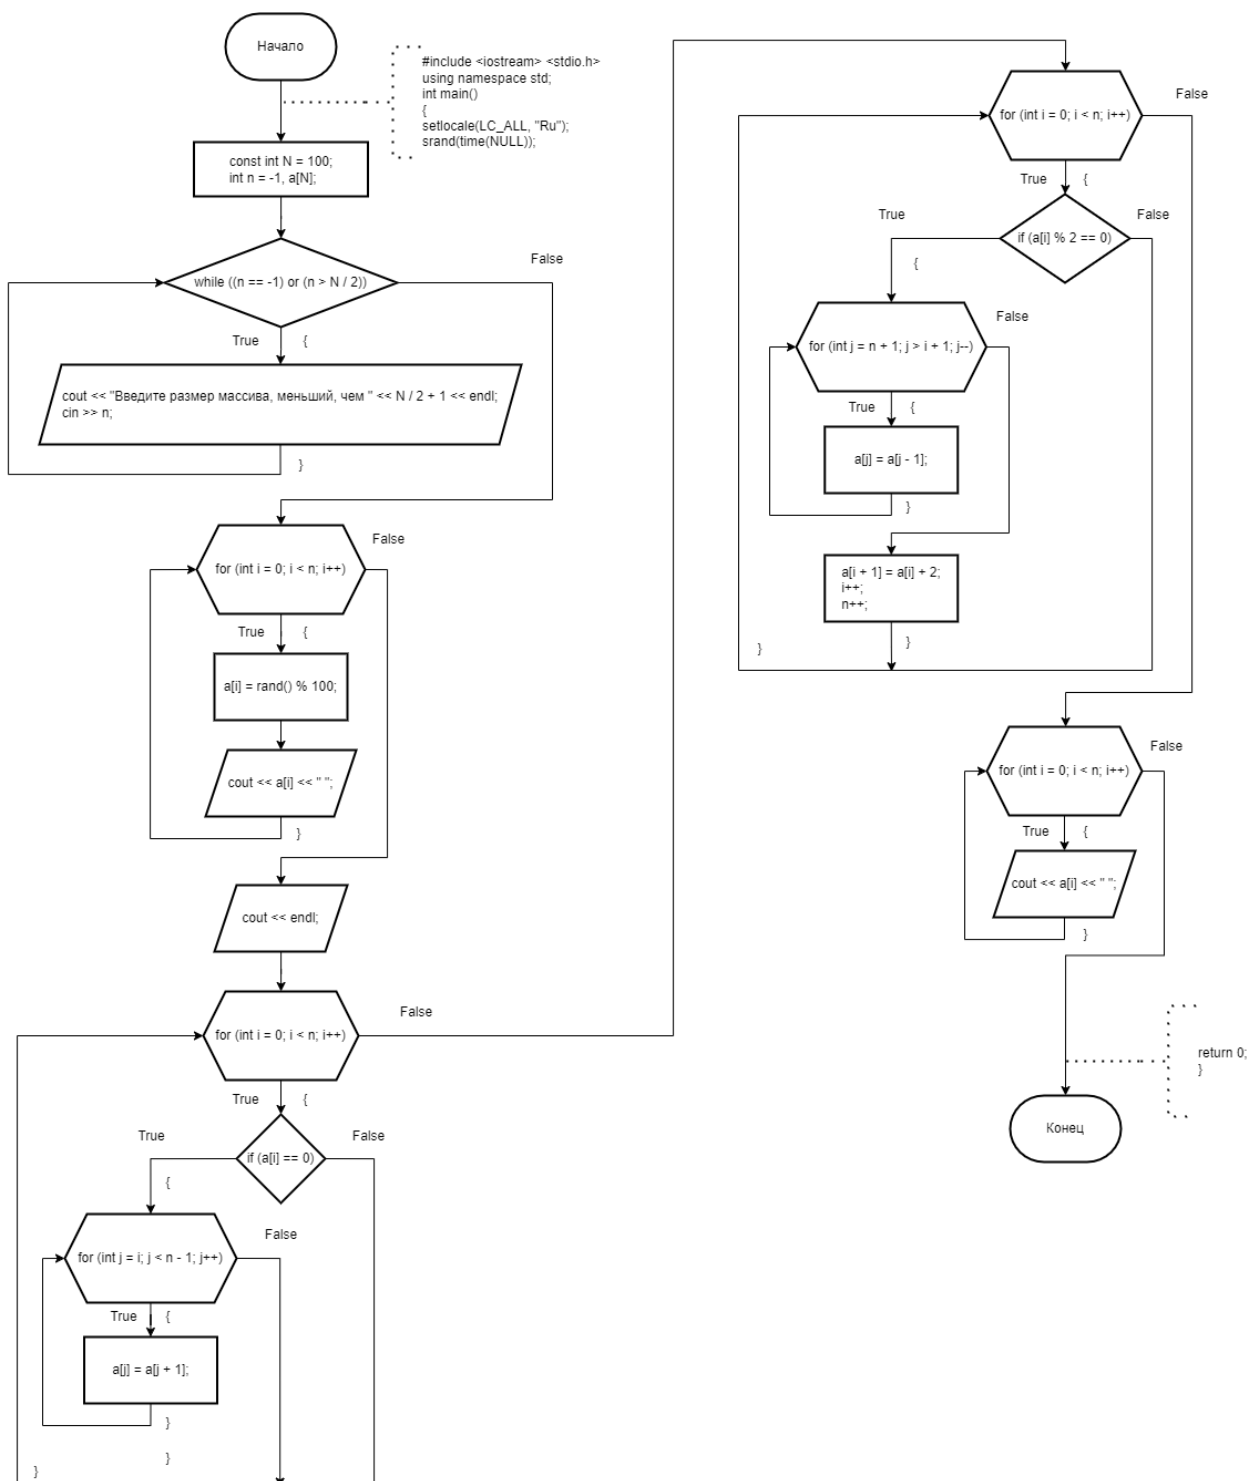 Начало
#include <iostream> <stdio.h>
using namespace std;
int main()
{
setlocale(LC_ALL, "Ru");
srand(time(NULL));
const int N = 100;
int n = -1, a[N];
while ((n == -1) or (n > N / 2))
False
True
{
cout << "Введите размер массива, меньший, чем " << N / 2 + 1 << endl;
cin >> n;
}
for (int i = 0; i < n; i++)
False
True
{
a[i] = rand() % 100;
cout << a[i] << " ";
}
cout << endl;
for (int i = 0; i < n; i++)
False
True
{
if (a[i] == 0)
True
False
{
for (int j = i; j < n - 1; j++)
False
True
{
a[j] = a[j + 1];
}
}
}
for (int i = 0; i < n; i++)
False
True
{
if (a[i] % 2 == 0)
True
False
{
for (int j = n + 1; j > i + 1; j--)
False
True
{
a[j] = a[j - 1];
}
a[i + 1] = a[i] + 2;
i++;
n++;
}
}
for (int i = 0; i < n; i++)
False
True
{
cout << a[i] << " ";
}
return 0;
}
Конец